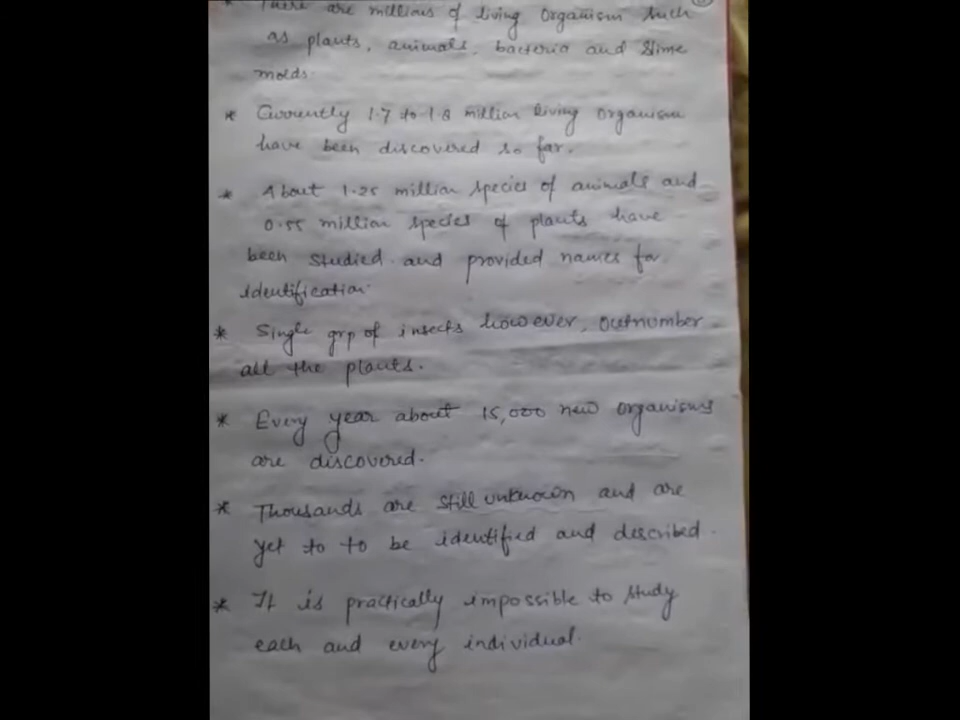 * There are millions of living organism such
as plants, animals, bacteria and slime
molds.
* Currently 1.7 to 1.8 million living organism
have been discovered so far.
* About 1.25 million species of animals and
0.55 million species of plants have
been studied and provided names for
identification.
* Single grp of insects however, outnumber
all the plants.
* Every year about 15,000 new organisms
are discovered.
* Thousands are still unknown and are
yet to to be identified and described.
* It is practically impossible to study
each and every individual.